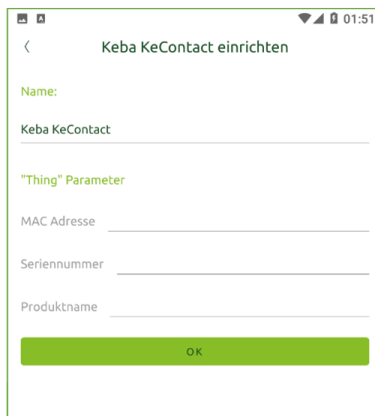 01:51
Keba KeContact einrichten
Name:
Keba KeContact
"Thing" Parameter
MAC Adresse
Seriennummer
Produktname
OK